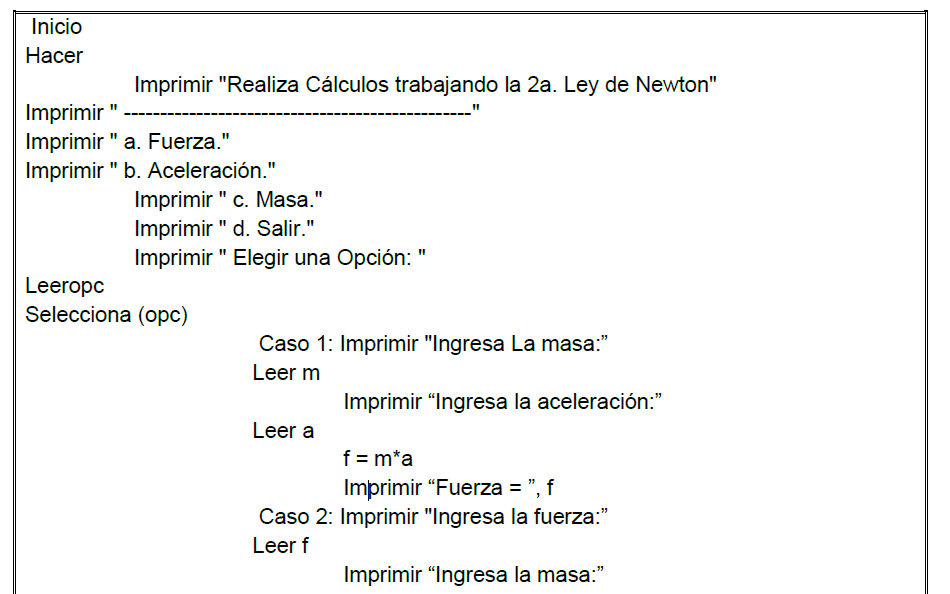 Inicio
Hacer
Imprimir "Realiza Cálculos trabajando la 2a. Ley de Newton"
Imprimir " ------------------------------------------------"
Imprimir " a. Fuerza."
Imprimir " b. Aceleración."
Imprimir " c. Masa."
Imprimir " d. Salir."
Imprimir " Elegir una Opción: "
Leeropc
Selecciona (opc)
Caso 1: Imprimir "Ingresa La masa:”
Leer m
Imprimir “Ingresa la aceleración:”
Leer a
f = m*a
Imprimir “Fuerza = ”, f
Caso 2: Imprimir "Ingresa la fuerza:”
Leer f
Imprimir “Ingresa la masa:”